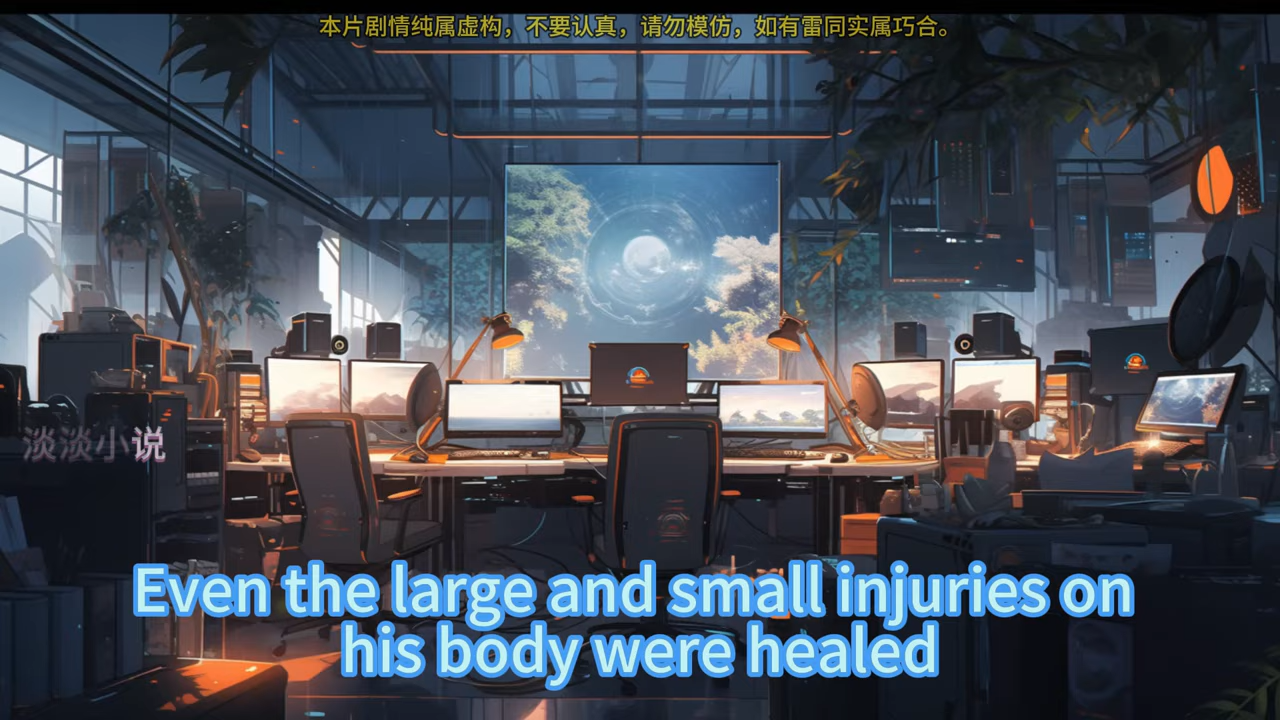 本片剧情纯属虚构，不要认真，请勿模仿，如有雷同实属巧合。
淡淡小说
Even the large and small injuries on
his body were healed